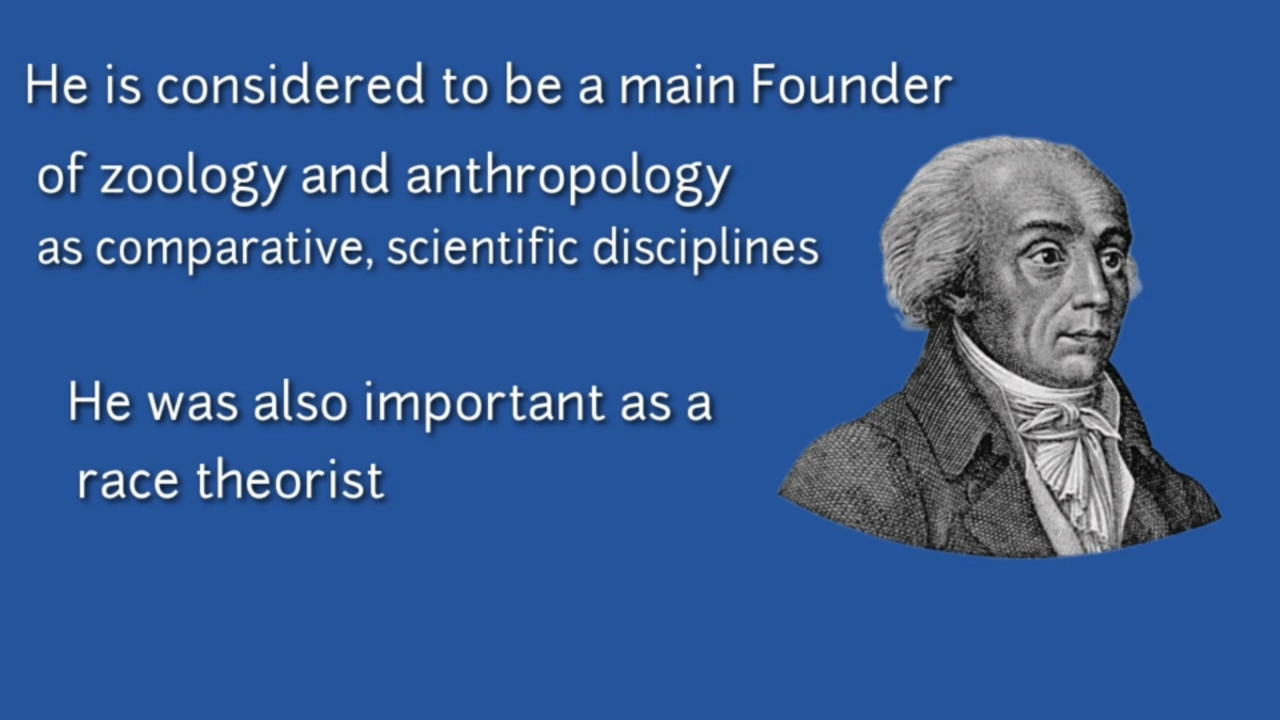 He is considered to be a main Founder
of zoology and anthropology
as comparative, scientific disciplines
He was also important as a
race theorist